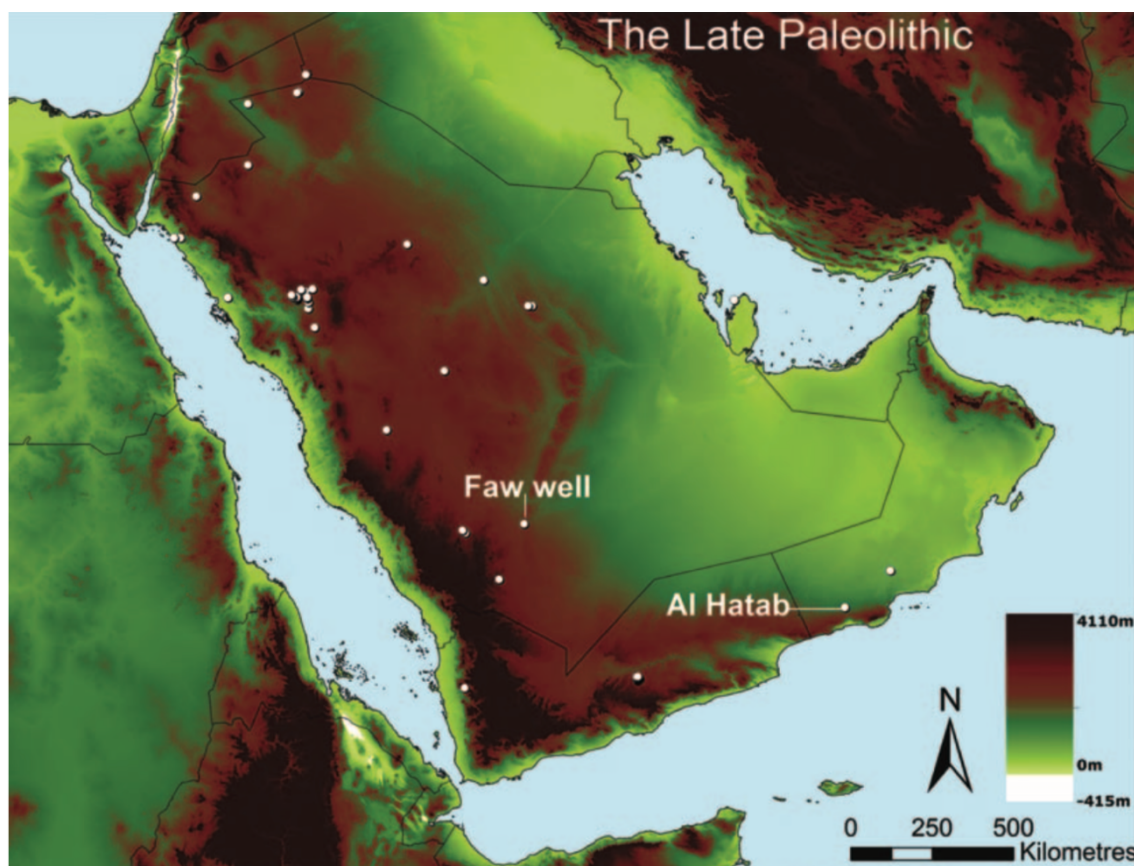 The Late Paleolithic
Faw well
Al Hatab
4110m
0m
-415m
N
0 250 500
Kilometres